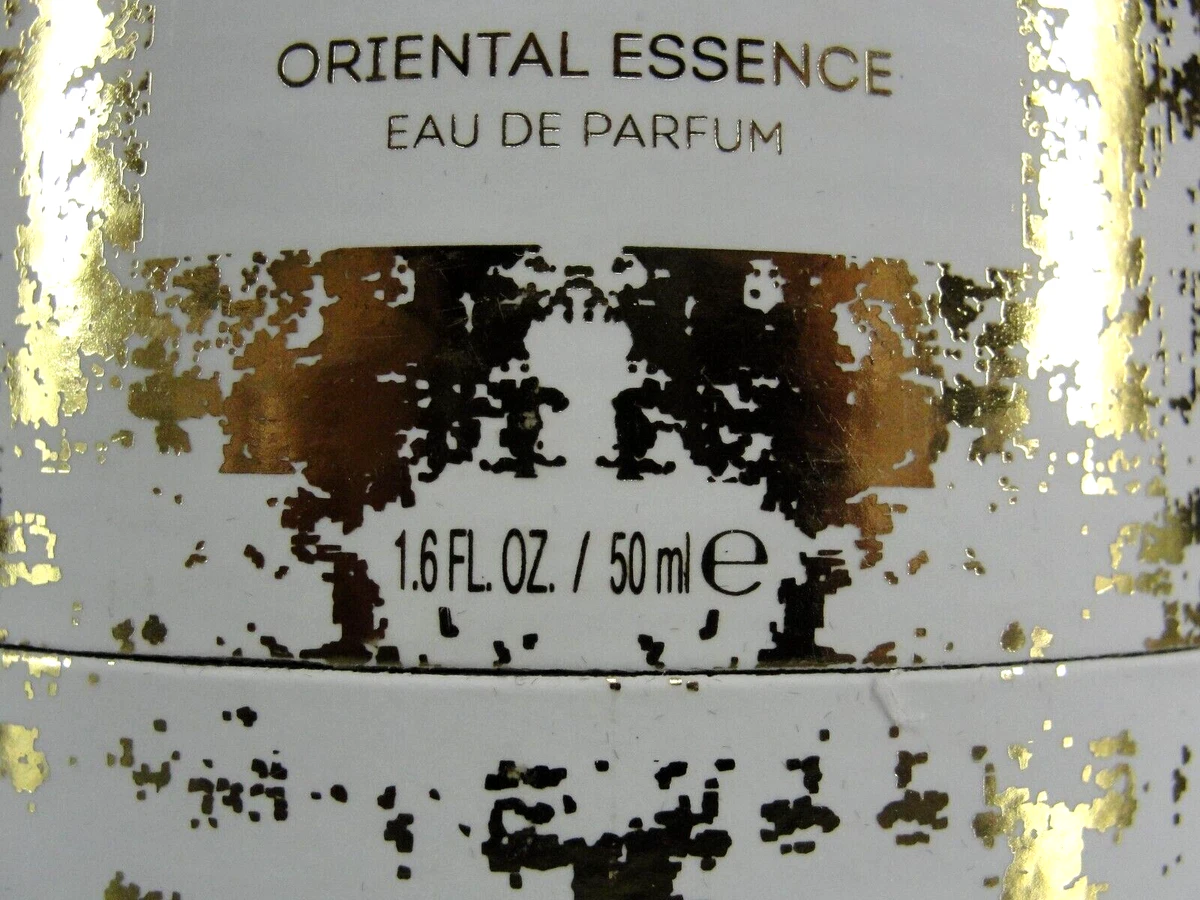 ORIENTAL ESSENCE
EAU DE PARFUM
1.6 FL. OZ. / 50 ml ℮